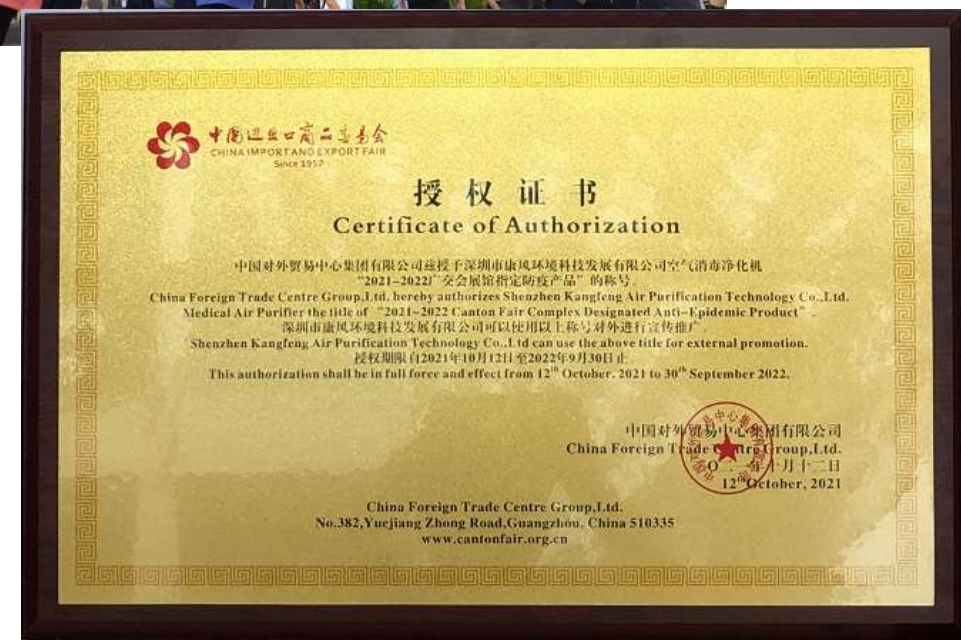 中国进出口商品交易会
CHINA IMPORT AND EXPORT FAIR
Since 1957
授权证书
Certificate of Authorization
中国对外贸易中心集团有限公司兹授予深圳市康风环境科技发展有限公司空气消毒净化机
“2021-2022广交会展馆指定防疫产品”的称号。
China Foreign Trade Centre Group,Ltd. hereby authorizes Shenzhen Kangfeng Air Purification Technology Co.,Ltd.
Medical Air Purifier the title of “2021-2022 Canton Fair Complex Designated Anti-Epidemic Product”.
深圳市康风环境科技发展有限公司可以使用以上称号对外进行宣传推广。
Shenzhen Kangfeng Air Purification Technology Co.,Ltd can use the above title for external promotion.
授权期限自2021年10月12日至2022年9月30日止。
This authorization shall be in full force and effect from 12th October. 2021 to 30th September 2022.
中国对外贸易中心集团有限公司
China Foreign Trade Centre Group,Ltd.
二〇二一年十月十二日
12th October, 2021
China Foreign Trade Centre Group,Ltd.
No.382,Yuejiang Zhong Road,Guangzhou, China 510335
www.cantonfair.org.cn